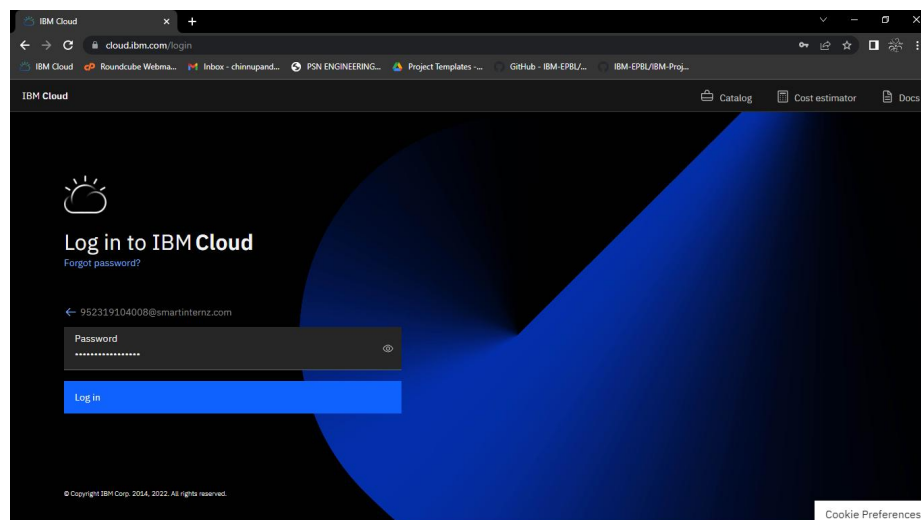 IBM Cloud
cloud.ibm.com/login
IBM Cloud Roundcube Webma... Inbox - chinnupand... PSN ENGINEERING... Project Templates -... GitHub - IBM-EPBL/... IBM-EPBL/IBM-Proj...
IBM Cloud Catalog Cost estimator Docs
Log in to IBM Cloud
Forgot password?
← 952319104008@smartinternz.com
Password
•••••••••••••••••
Log in
© Copyright IBM Corp. 2014, 2022. All rights reserved.
Cookie Preferences